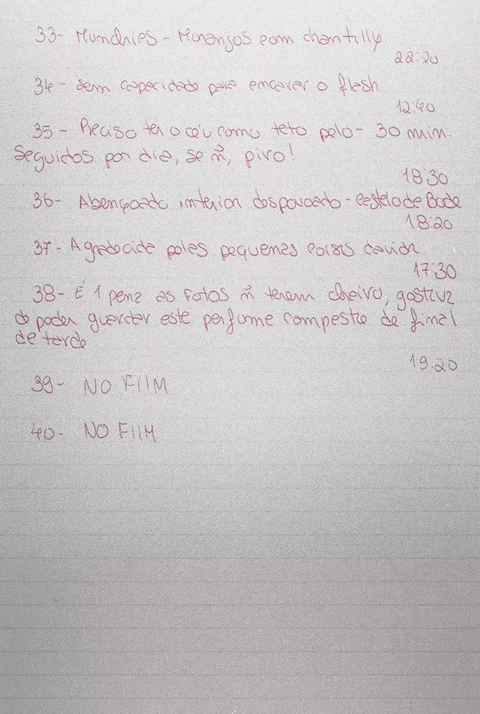 33- Munchies - Morangos com chantilly
22:20
34- Sem capacidade para encarar o flash
12:40
35- Preciso ter o céu como teto pelo- 30 min.
Seguidos por dia, se ñ, piro!
18:30
36- Abençoado interior despovoado - Castelo de Bode
18:20
37- Agradecida pelas pequenas coisas da vida
17:30
38- É 1 pena as fotos ñ terem cheiro, gostava
de poder guardar este perfume campestre de final
de tarde
19:20
39- NO FIlM
40- NO FIlM